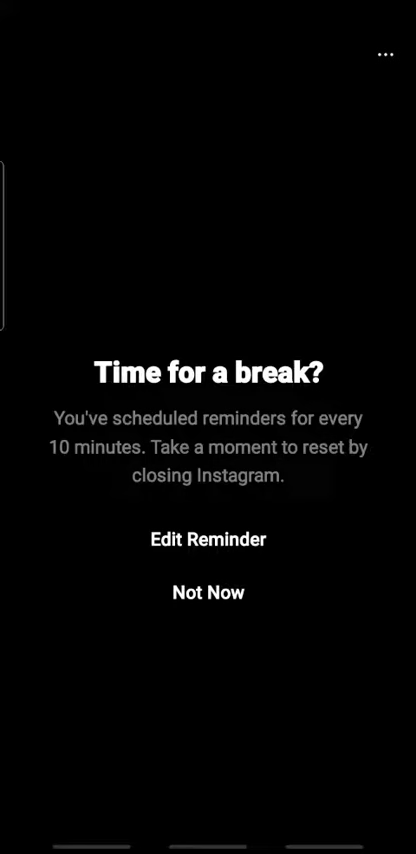 Time for a break?
You've scheduled reminders for every
10 minutes. Take a moment to reset by
closing Instagram.
Edit Reminder
Not Now